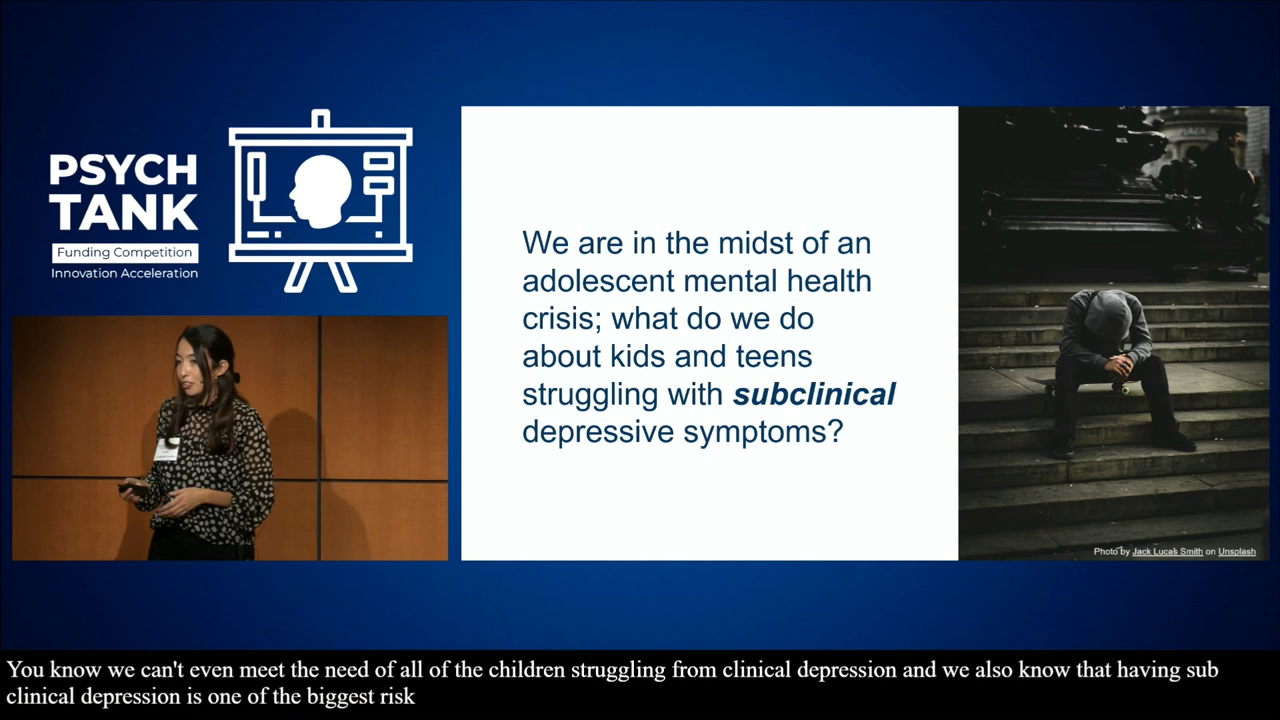 PSYCH
TANK
Funding Competition
Innovation Acceleration
We are in the midst of an
adolescent mental health
crisis; what do we do
about kids and teens
struggling with subclinical
depressive symptoms?
Photo by Jack Lucas Smith on Unsplash
You know we can't even meet the need of all of the children struggling from clinical depression and we also know that having sub
clinical depression is one of the biggest risk